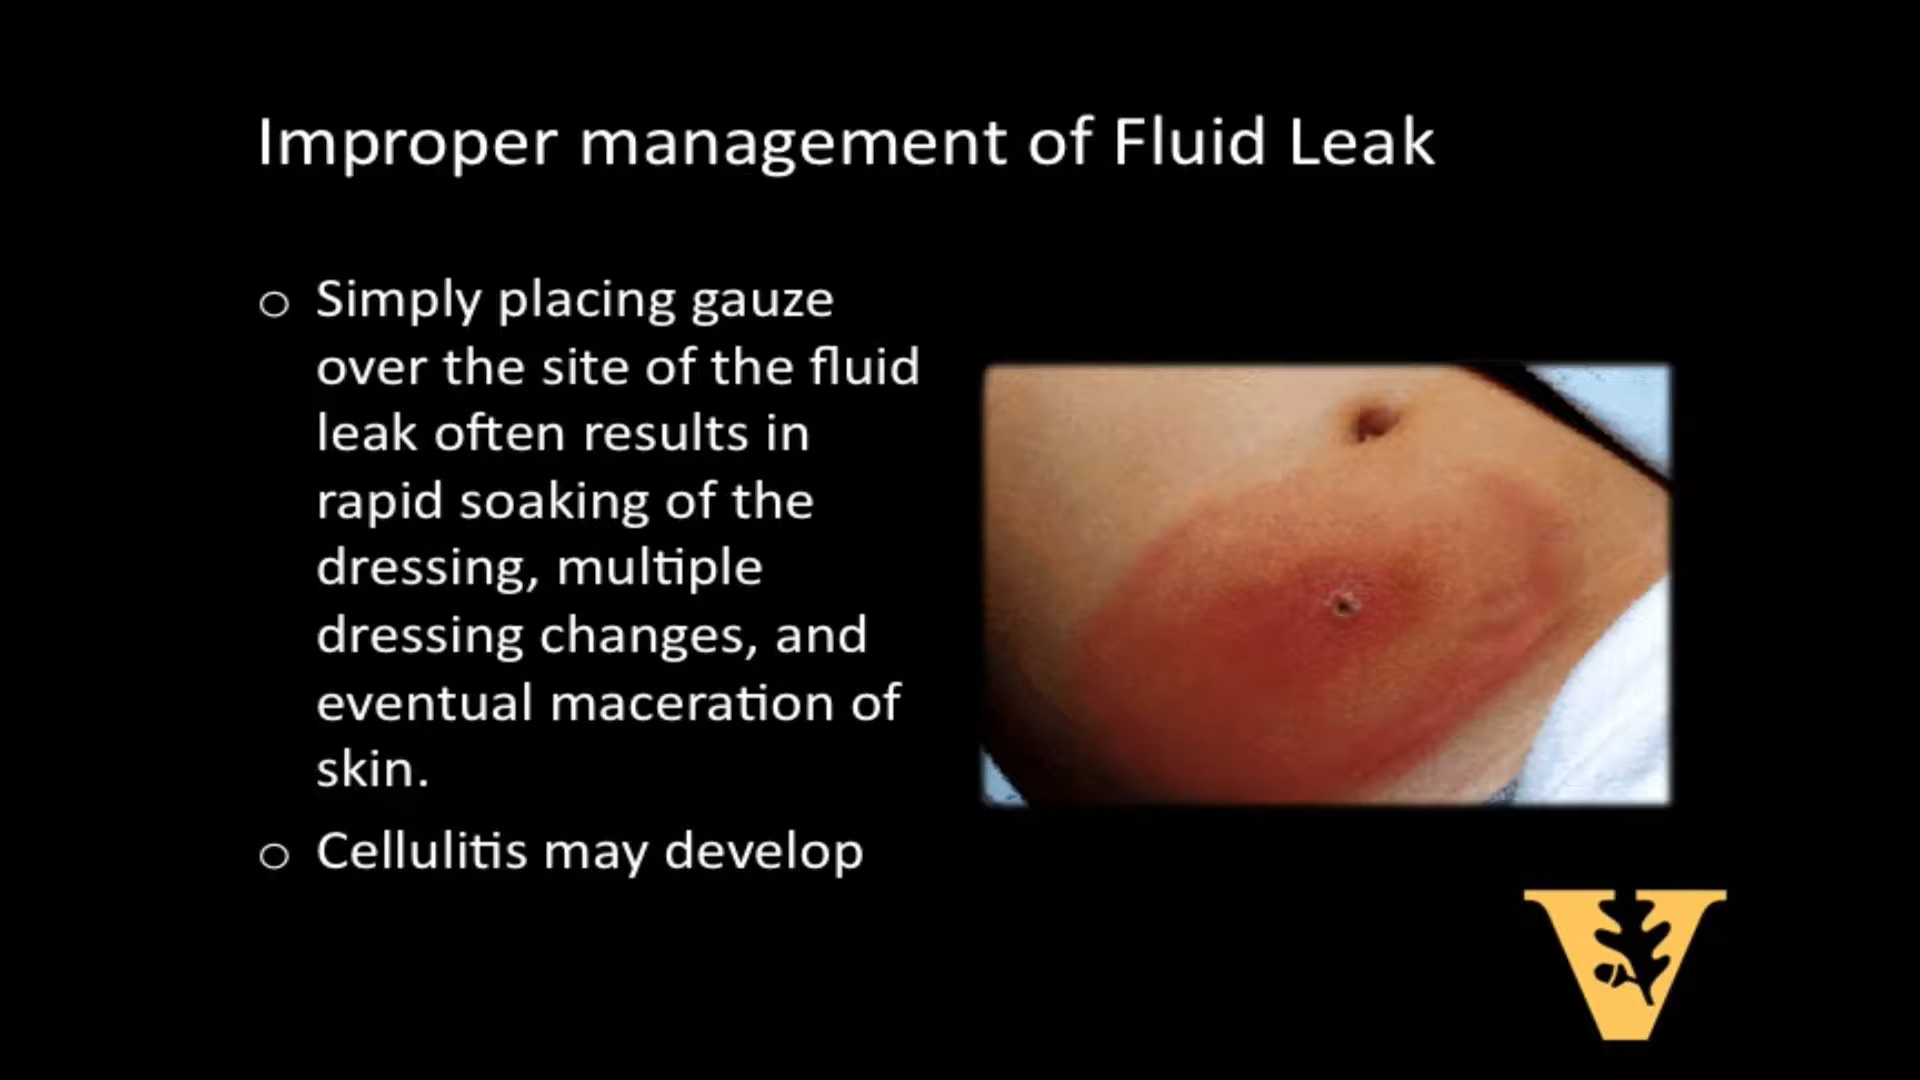 Improper management of Fluid Leak
o Simply placing gauze
over the site of the fluid
leak often results in
rapid soaking of the
dressing, multiple
dressing changes, and
eventual maceration of
skin.
o Cellulitis may develop
V